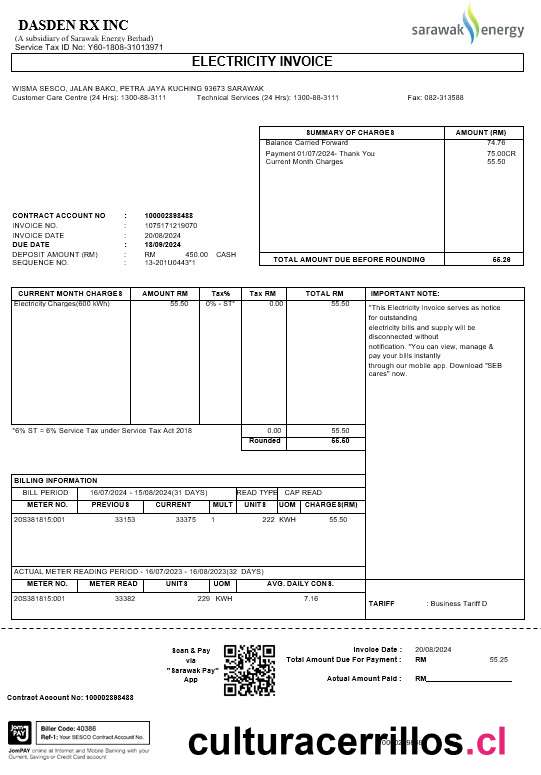 DASDEN RX INC
(A subsidiary of Sarawak Energy Berhad)
Service Tax ID No: Y60-1808-31013971
sarawak energy
ELECTRICITY INVOICE
WISMA SESCO, JALAN BAKO, PETRA JAYA KUCHING 93673 SARAWAK
Customer Care Centre (24 Hrs): 1300-88-3111 Technical Services (24 Hrs): 1300-88-3111 Fax: 082-313588
SUMMARY OF CHARGES AMOUNT (RM)
Balance Carried Forward 74.76
Payment 01/07/2024- Thank You 75.00CR
Current Month Charges 55.50
TOTAL AMOUNT DUE BEFORE ROUNDING 55.26
CONTRACT ACCOUNT NO : 100002898488
INVOICE NO. : 1075171219070
INVOICE DATE : 20/08/2024
DUE DATE : 18/09/2024
DEPOSIT AMOUNT (RM) : RM 450.00 CASH
SEQUENCE NO. : 13-201U0443*1
CURRENT MONTH CHARGES AMOUNT RM Tax% Tax RM TOTAL RM
Electricity Charges(600 kWh) 55.50 0% - ST* 0.00 55.50
*6% ST = 6% Service Tax under Service Tax Act 2018 0.00 55.50
Rounded 55.50
IMPORTANT NOTE:
"This Electricity Invoice serves as notice
for outstanding
electricity bills and supply will be
disconnected without
notification. "You can view, manage &
pay your bills instantly
through our mobile app. Download "SEB
cares" now.
BILLING INFORMATION
BILL PERIOD 16/07/2024 - 15/08/2024(31 DAYS) READ TYPE CAP READ
METER NO. PREVIOUS CURRENT MULT UNITS UOM CHARGES(RM)
20S381815:001 33153 33375 1 222 KWH 55.50
ACTUAL METER READING PERIOD - 16/07/2023 - 16/08/2023(32 DAYS)
METER NO. METER READ UNITS UOM AVG. DAILY CONS.
20S381815:001 33382 229 KWH 7.16
TARIFF : Business Tariff D
Scan & Pay
via
"Sarawak Pay"
App
Invoice Date : 20/08/2024
Total Amount Due For Payment : RM 55.25
Actual Amount Paid : RM
Contract Account No: 100002898488
Jom PAY
Biller Code: 40386
Ref-1: Your SESCO Contract Account No.
JomPAY online at Internet and Mobile Banking with your
Current, Savings or Credit Card account
culturacerrillos.cl